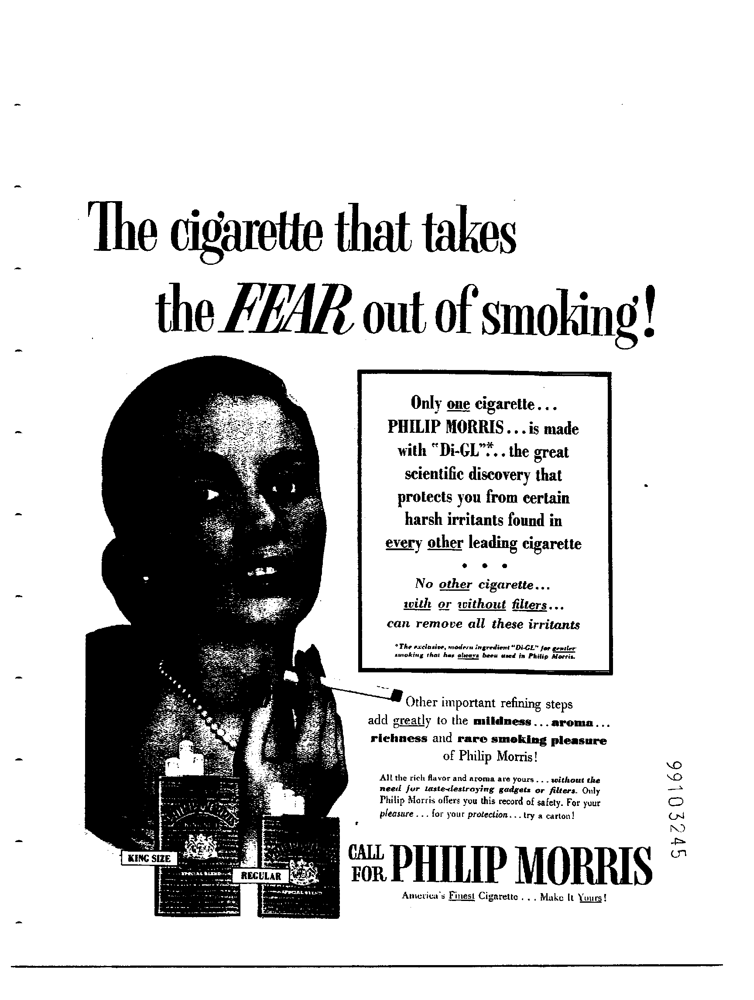 The cigarette that takes
the FEAR out of smoking!
Only one cigarette...
PHILIP MORRIS...is made
with "Di-GL"*...the great
scientific discovery that
protects you from certain
harsh irritants found in
every other leading cigarette
• • •
No other cigarette...
with or without filters...
can remove all these irritants
*The exclusive, modern ingredient "Di-GL" for gentler
smoking that has always been used in Philip Morris.
Other important refining steps
add greatly to the mildness...aroma...
richness and rare smoking pleasure
of Philip Morris!
All the rich flavor and aroma are yours...without the
need for taste-destroying gadgets or filters. Only
Philip Morris offers you this record of safety. For your
pleasure...for your protection...try a carton!
KING SIZE
REGULAR
CALL
FOR PHILIP MORRIS
America's Finest Cigarette...Make It Yours!
99103245